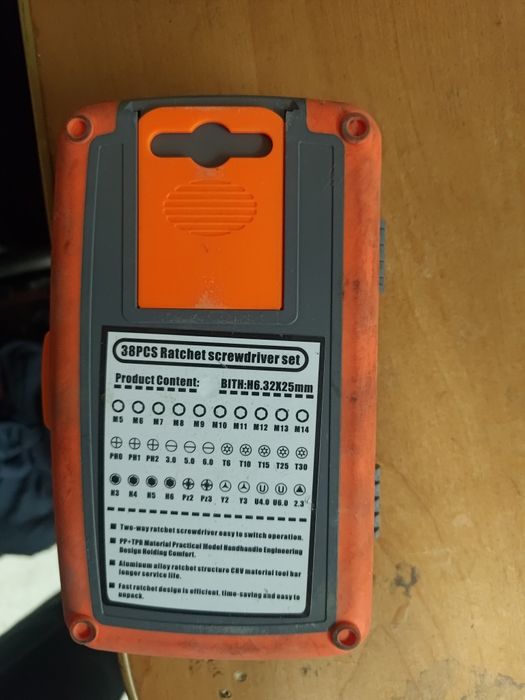 38PCS Ratchet screwdriver set
Product Content: BITH:H6.32X25mm
M5 M6 M7 M8 M9 M10 M11 M12 M13 M14
PH0 PH1 PH2 3.0 5.0 6.0 T6 T10 T15 T25 T30
H3 H4 H5 H6 Pz2 Pz3 Y2 Y3 U4.0 U6.0 2.3
Two-way ratchet screwdriver easy to switch operation.
PP+TPR Material Practical Model Handhandle Engineering
Design Holding Comfort.
Aluminum alloy ratchet structure CRV material tool bar
longer service life.
Fast ratchet design is efficient, time-saving and easy to
unpack.